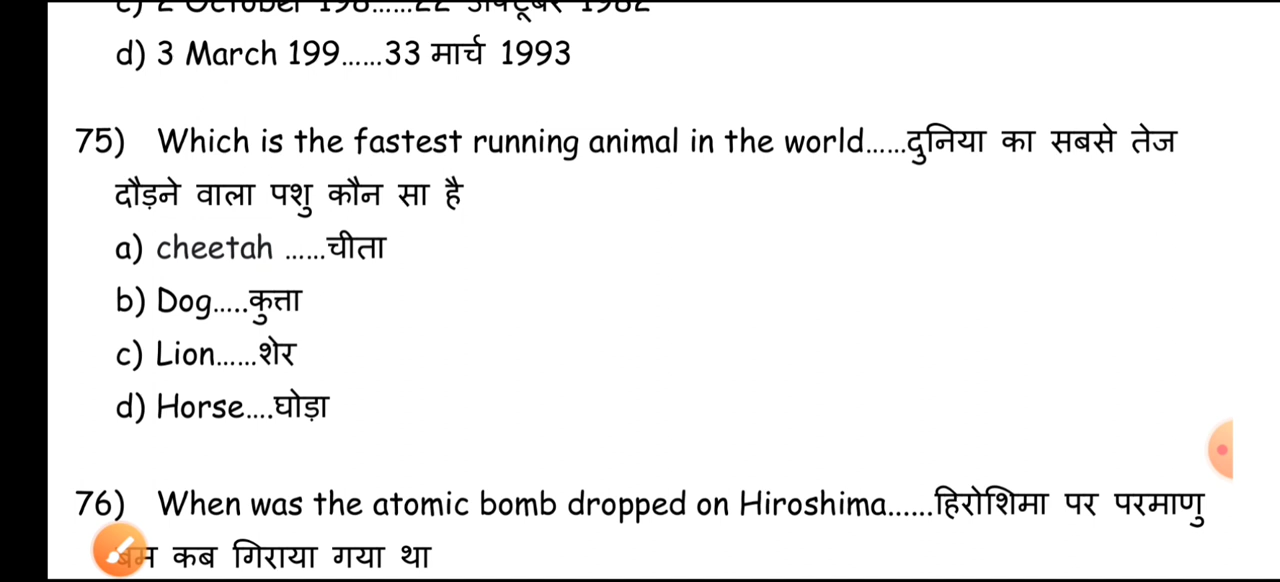 d) 3 March 199......33 मार्च 1993
75) Which is the fastest running animal in the world......दुनिया का सबसे तेज
दौड़ने वाला पशु कौन सा है
a) cheetah ......चीता
b) Dog.....कुत्ता
c) Lion......शेर
d) Horse....घोड़ा
76) When was the atomic bomb dropped on Hiroshima......हिरोशिमा पर परमाणु
बम कब गिराया गया था